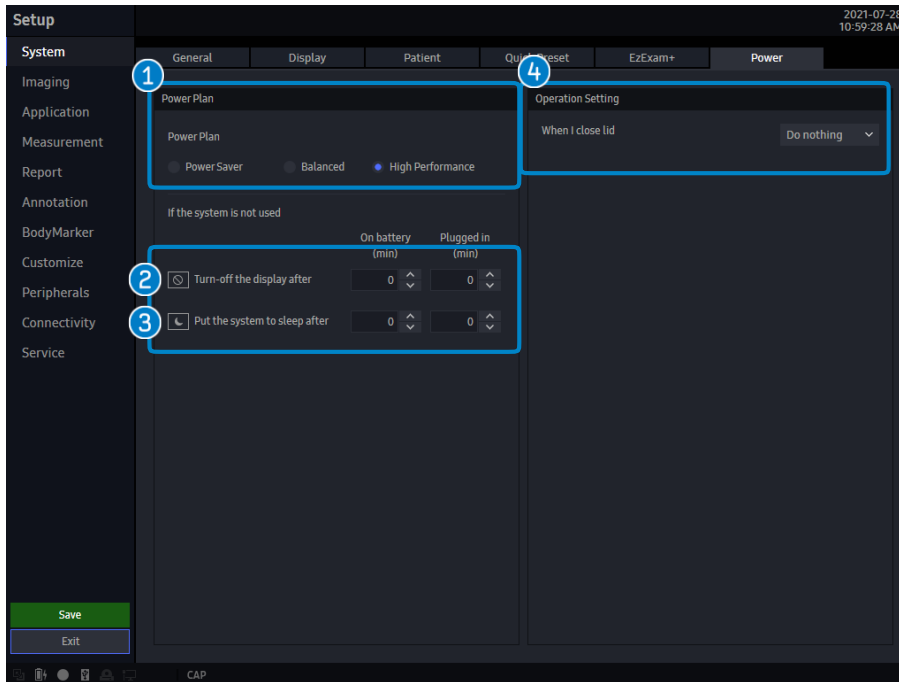 Setup
2021-07-28
10:59:28 AM
System
Imaging
Application
Measurement
Report
Annotation
BodyMarker
Customize
Peripherals
Connectivity
Service
General Display Patient Quick Preset EzExam+ Power
1
Power Plan
Power Plan
Power Saver Balanced High Performance
If the system is not used
On battery (min) Plugged in (min)
2 Turn-off the display after 0 0
3 Put the system to sleep after 0 0
4
Operation Setting
When I close lid Do nothing
Save
Exit
CAP